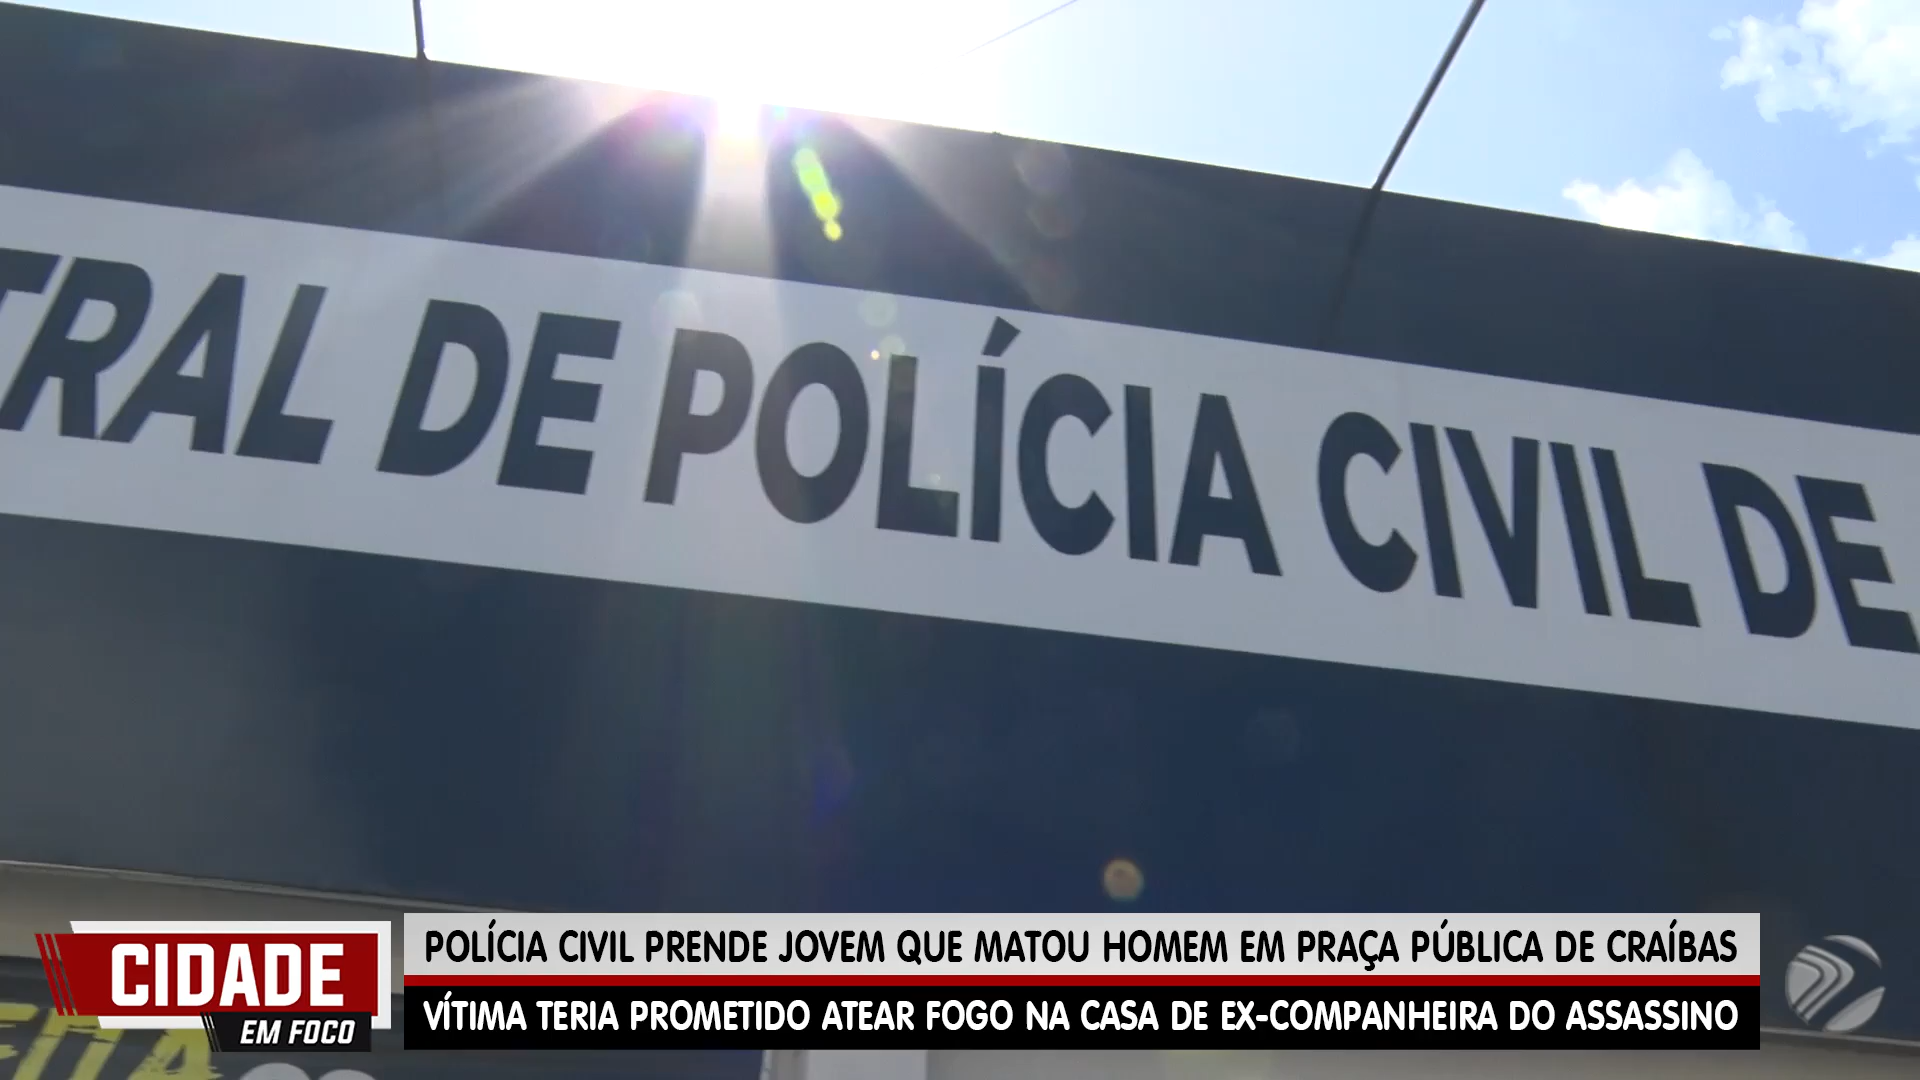 TRAL DE POLÍCIA CIVIL DE
CIDADE
EM FOCO
POLÍCIA CIVIL PRENDE JOVEM QUE MATOU HOMEM EM PRAÇA PÚBLICA DE CRAÍBAS
VÍTIMA TERIA PROMETIDO ATEAR FOGO NA CASA DE EX-COMPANHEIRA DO ASSASSINO